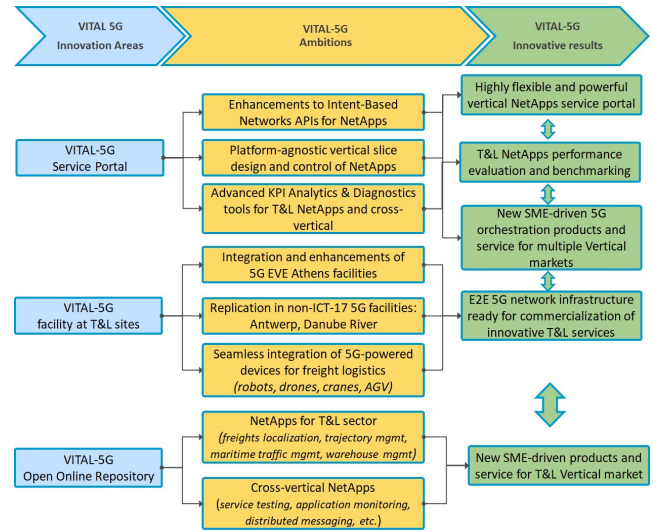 VITAL 5G
Innovation Areas
VITAL-5G
Ambitions
VITAL-5G
Innovative results
VITAL-5G
Service Portal
Enhancements to Intent-Based
Networks APIs for NetApps
Platform-agnostic vertical slice
design and control of NetApps
Advanced KPI Analytics & Diagnostics
tools for T&L NetApps and cross-
vertical
Highly flexible and powerful
vertical NetApps service portal
T&L NetApps performance
evaluation and benchmarking
New SME-driven 5G
orchestration products and
service for multiple Vertical
markets
VITAL-5G
facility at T&L sites
Integration and enhancements of
5G EVE Athens facilities
Replication in non-ICT-17 5G facilities:
Antwerp, Danube River
Seamless integration of 5G-powered
devices for freight logistics
(robots, drones, cranes, AGV)
E2E 5G network infrastructure
ready for commercialization of
innovative T&L services
VITAL-5G
Open Online Repository
NetApps for T&L sector
(freights localization, trajectory mgmt,
maritime traffic mgmt, warehouse mgmt)
Cross-vertical NetApps
(service testing, application monitoring,
distributed messaging, etc.)
New SME-driven products and
service for T&L Vertical market